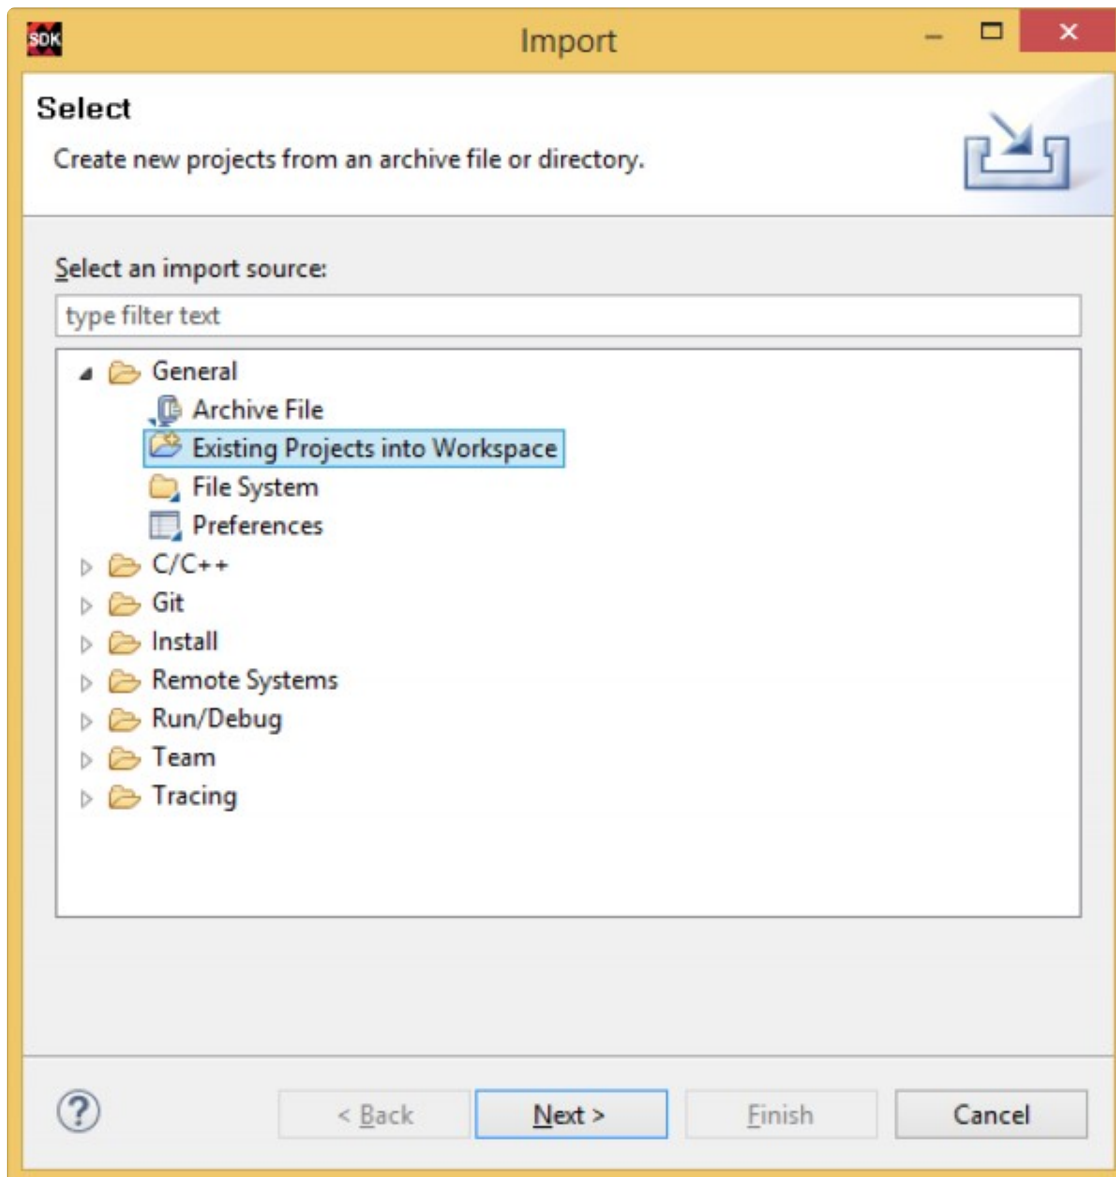 SDK
Import
Select
Create new projects from an archive file or directory.
Select an import source:
type filter text
General
Archive File
Existing Projects into Workspace
File System
Preferences
C/C++
Git
Install
Remote Systems
Run/Debug
Team
Tracing
? < Back Next > Finish Cancel